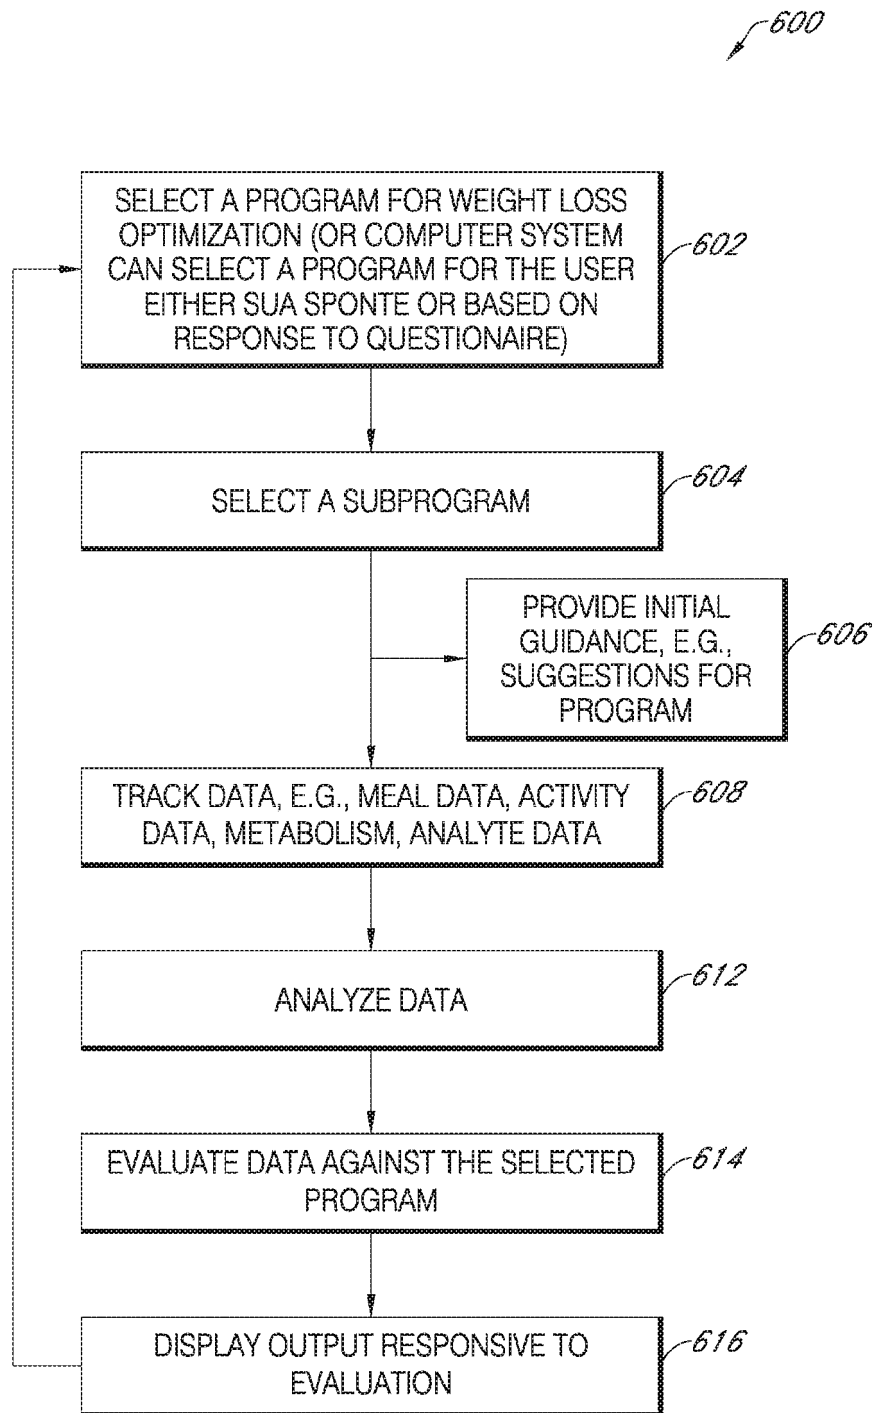 600
SELECT A PROGRAM FOR WEIGHT LOSS
OPTIMIZATION (OR COMPUTER SYSTEM
CAN SELECT A PROGRAM FOR THE USER
EITHER SUA SPONTE OR BASED ON
RESPONSE TO QUESTIONAIRE)
602
SELECT A SUBPROGRAM
604
PROVIDE INITIAL
GUIDANCE, E.G.,
SUGGESTIONS FOR
PROGRAM
606
TRACK DATA, E.G., MEAL DATA, ACTIVITY
DATA, METABOLISM, ANALYTE DATA
608
ANALYZE DATA
612
EVALUATE DATA AGAINST THE SELECTED
PROGRAM
614
DISPLAY OUTPUT RESPONSIVE TO
EVALUATION
616